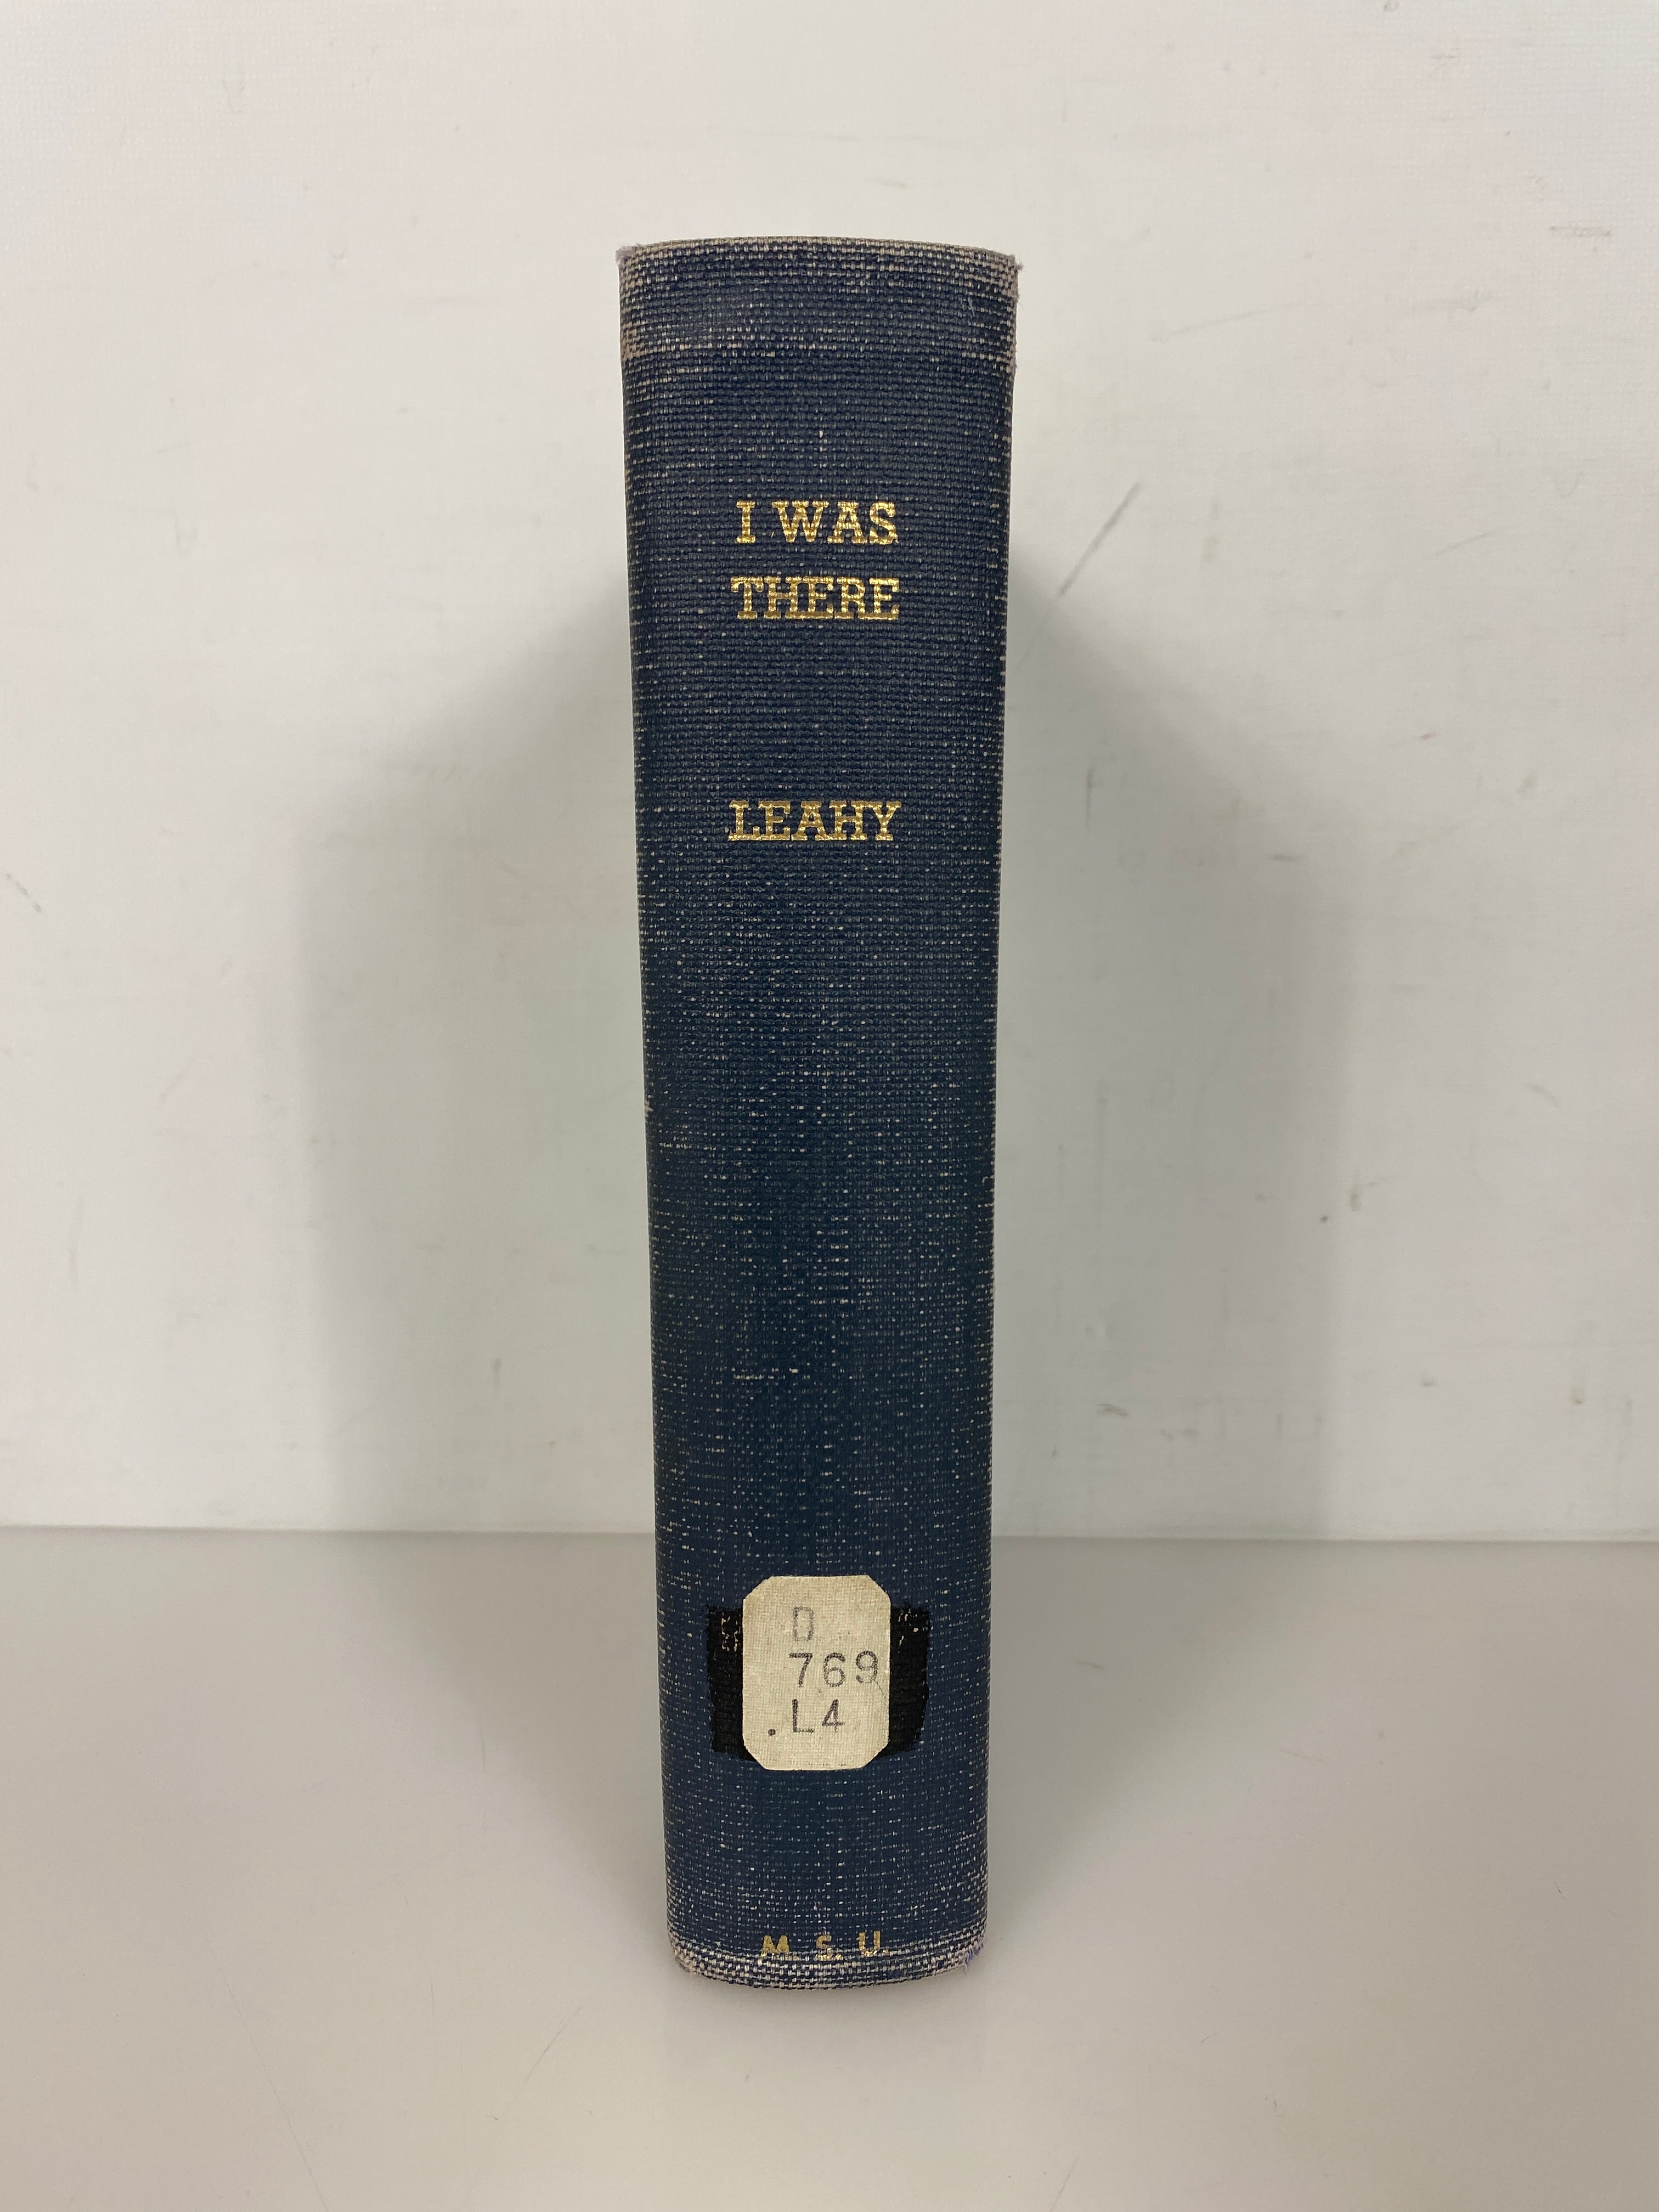 I WAS
THERE
LEAHY
D
769
.L4
M. S. U.